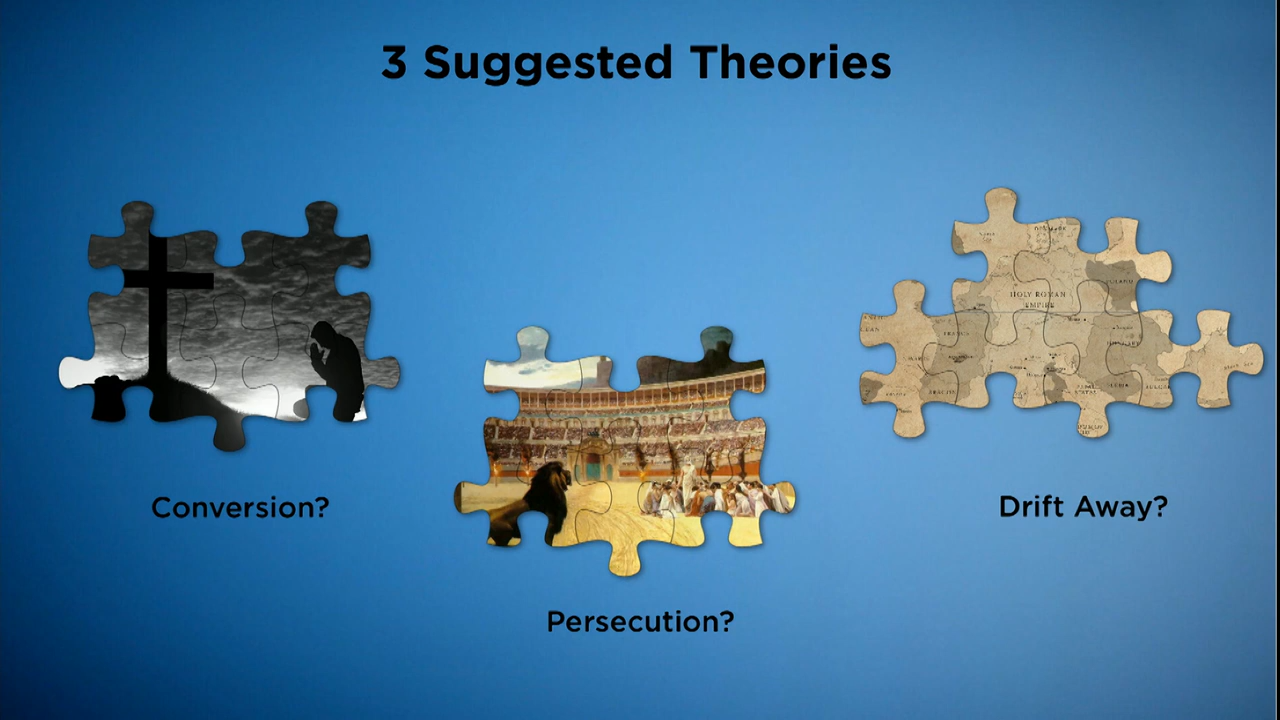 3 Suggested Theories
HOLY ROMAN
EMPIRE
Conversion?
Drift Away?
Persecution?